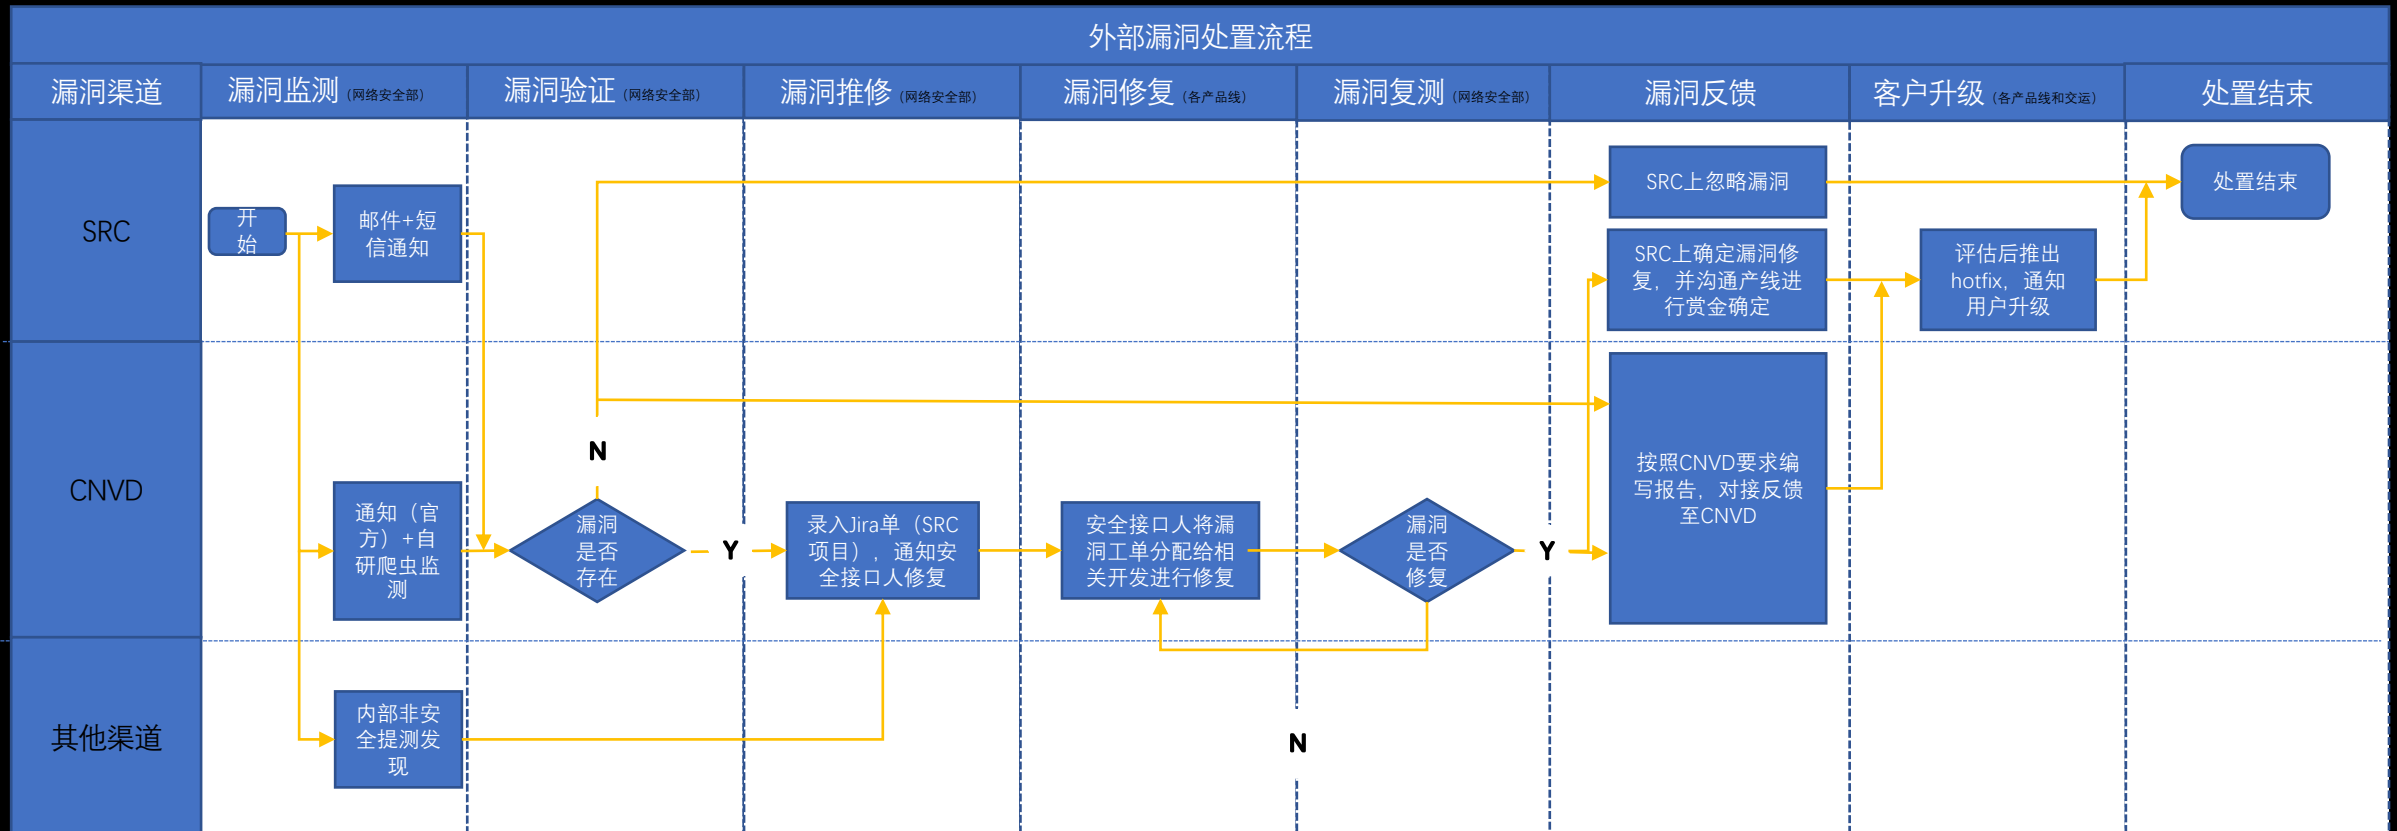 外部漏洞处置流程
漏洞渠道
漏洞监测（网络安全部）
漏洞验证（网络安全部）
漏洞推修（网络安全部）
漏洞修复（各产品线）
漏洞复测（网络安全部）
漏洞反馈
客户升级（各产品线和交运）
处置结束
SRC
开
始
邮件+短
信通知
SRC上忽略漏洞
处置结束
SRC上确定漏洞修
复，并沟通产线进
行赏金确定
评估后推出
hotfix，通知
用户升级
CNVD
通知（官
方）+自
研爬虫监
测
N
漏洞
是否
存在
Y
录入Jira单（SRC
项目），通知安
全接口人修复
安全接口人将漏
洞工单分配给相
关开发进行修复
漏洞
是否
修复
Y
按照CNVD要求编
写报告，对接反馈
至CNVD
其他渠道
内部非安
全提测发
现
N